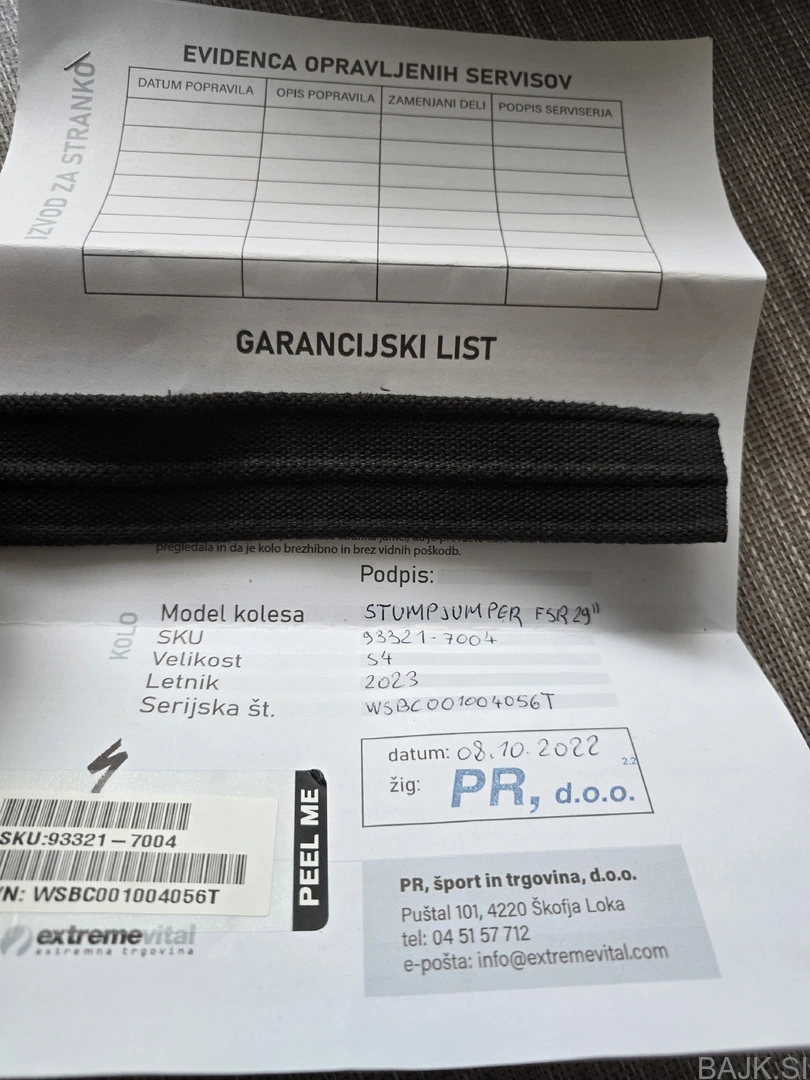 IZVOD ZA STRANKO
EVIDENCA OPRAVLJENIH SERVISOV
DATUM POPRAVILA OPIS POPRAVILA ZAMENJANI DELI PODPIS SERVISERJA
GARANCIJSKI LIST
pregledala in da je kolo brezhibno in brez vidnih poškodb.
Podpis:
KOLO
Model kolesa STUMPJUMPER FSR 29"
SKU 93321-7004
Velikost S4
Letnik 2023
Serijska št. WSBC001004056T
datum: 08.10.2022
žig: PR, d.o.o. 2.2
SKU:93321-7004
/N: WSBC001004056T
PEEL ME
extremevital
extremna trgovina
PR, šport in trgovina, d.o.o.
Puštal 101, 4220 Škofja Loka
tel: 04 51 57 712
e-pošta: info@extremevital.com
BAJK.SI